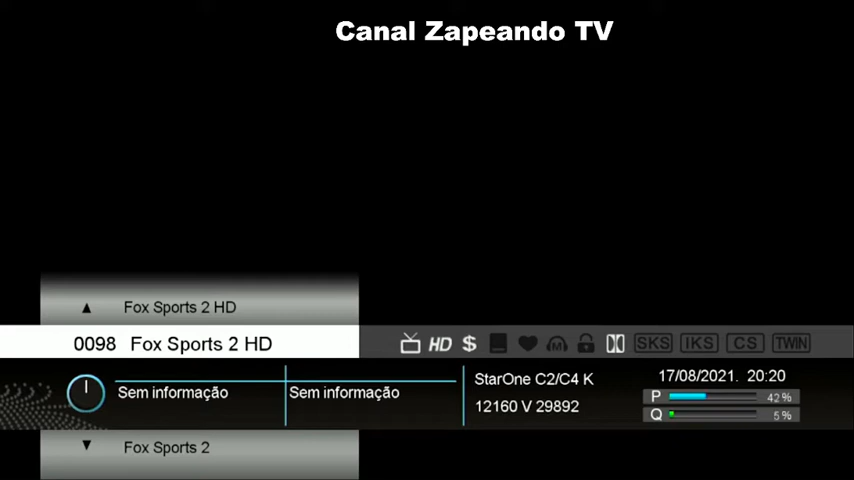 Canal Zapeando TV
Fox Sports 2 HD
0098 Fox Sports 2 HD
HD $ SKS IKS CS TWIN
Sem informação
Sem informação
StarOne C2/C4 K
12160 V 29892
17/08/2021. 20:20
P 42%
Q 5%
Fox Sports 2